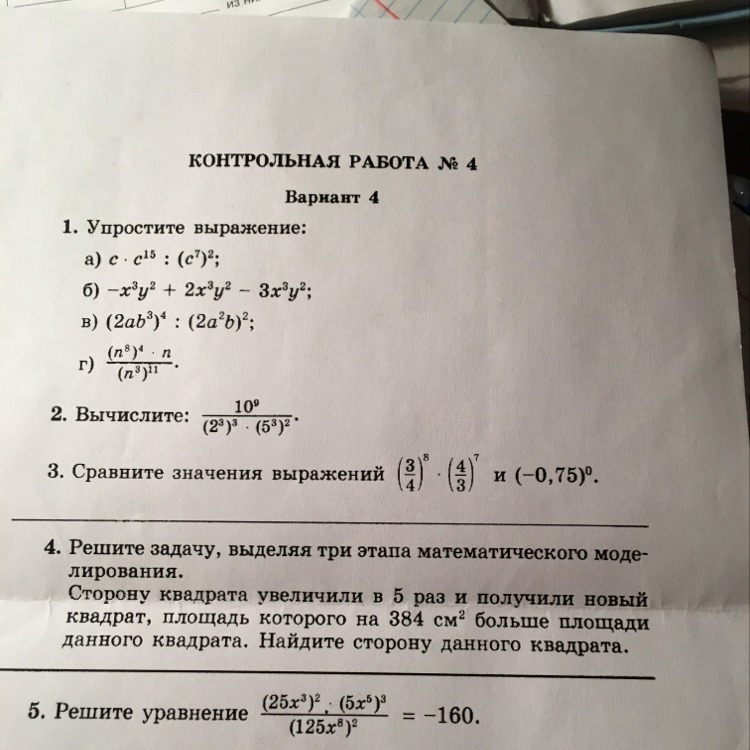 из ни
КОНТРОЛЬНАЯ РАБОТА № 4
Вариант 4
1. Упростите выражение:
а) c · c¹⁵ : (c⁷)²;
б) −x³y² + 2x³y² − 3x³y²;
в) (2ab³)⁴ : (2a²b)²;
г) ((n⁸)⁴ · n)/((n³)¹¹).
2. Вычислите: 10⁹/((2³)³ · (5³)²).
3. Сравните значения выражений (3/4)⁸ · (4/3)⁷ и (−0,75)⁰.
4. Решите задачу, выделяя три этапа математического моде-
лирования.
Сторону квадрата увеличили в 5 раз и получили новый
квадрат, площадь которого на 384 см² больше площади
данного квадрата. Найдите сторону данного квадрата.
5. Решите уравнение ((25x³)² · (5x⁵)³)/((125x⁸)²) = −160.